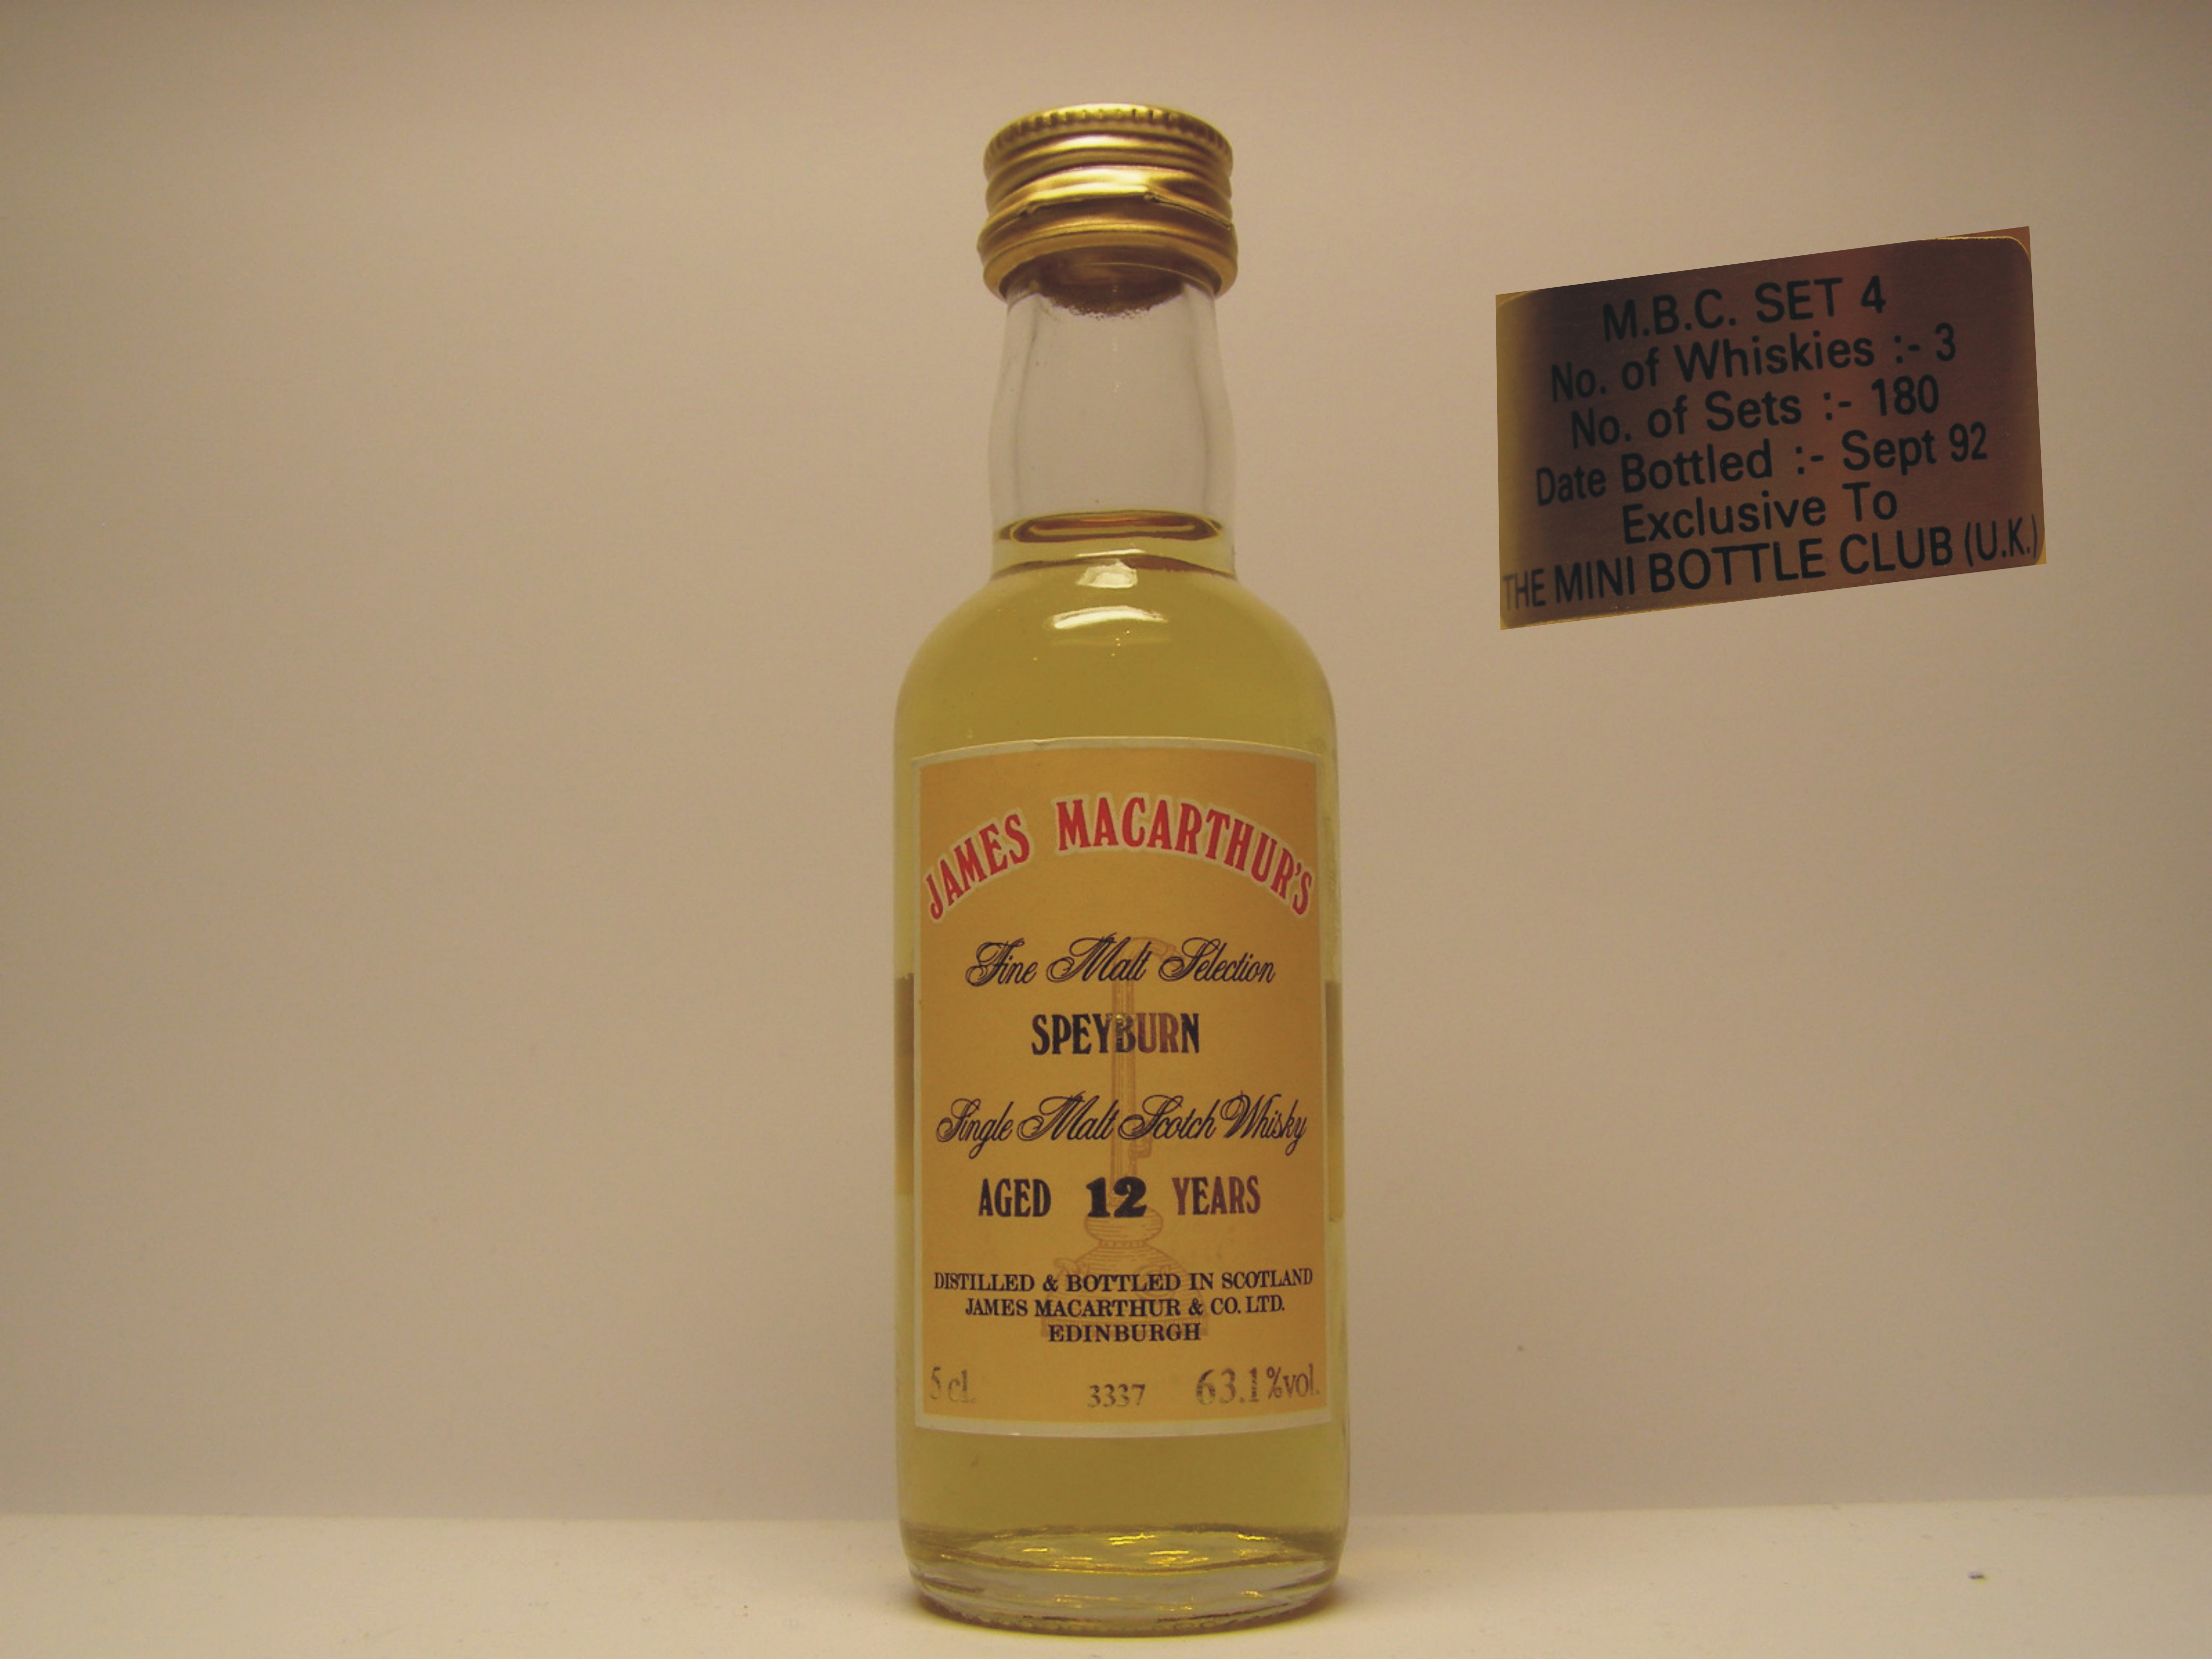 JAMES MACARTHUR'S
Fine Malt Selection
SPEYBURN
Single Malt Scotch Whisky
AGED 12 YEARS
DISTILLED & BOTTLED IN SCOTLAND
JAMES MACARTHUR & CO. LTD.
EDINBURGH
5 cl. 3337 63.1%vol.
M.B.C. SET 4
No. of Whiskies :- 3
No. of Sets :- 180
Date Bottled :- Sept 92
Exclusive To
THE MINI BOTTLE CLUB (U.K.)